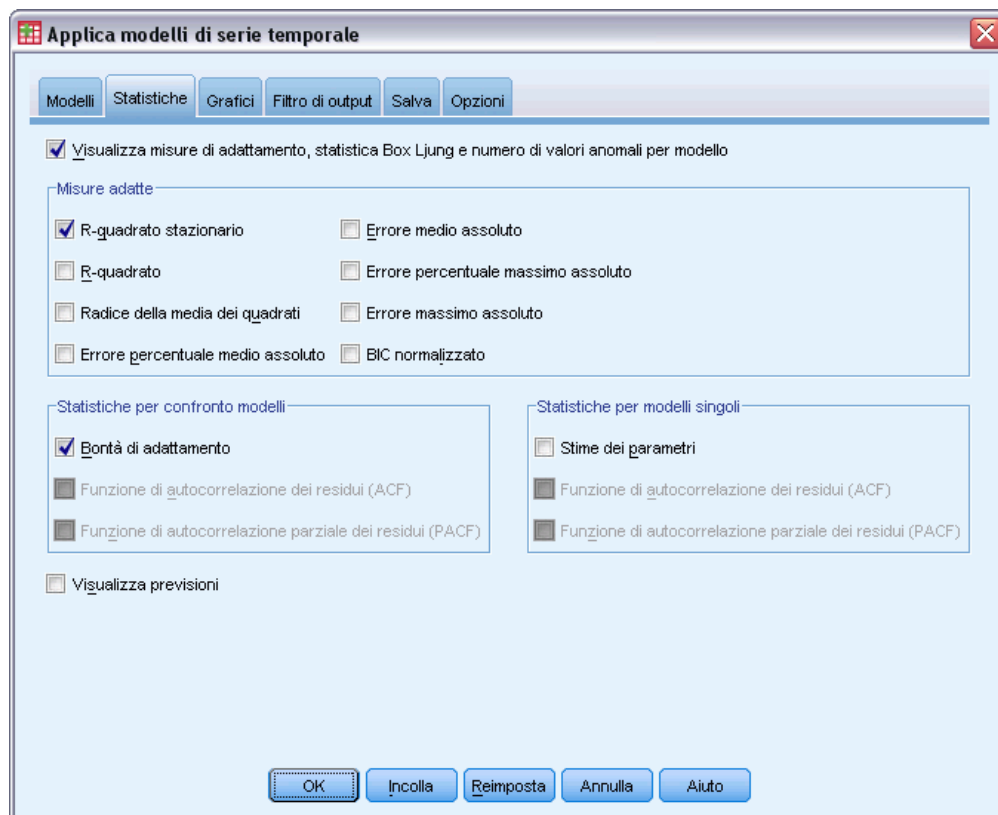 Applica modelli di serie temporale
Modelli Statistiche Grafici Filtro di output Salva Opzioni
Visualizza misure di adattamento, statistica Box Ljung e numero di valori anomali per modello
Misure adatte
R-quadrato stazionario Errore medio assoluto
R-quadrato Errore percentuale massimo assoluto
Radice della media dei quadrati Errore massimo assoluto
Errore percentuale medio assoluto BIC normalizzato
Statistiche per confronto modelli
Bontà di adattamento
Funzione di autocorrelazione dei residui (ACF)
Funzione di autocorrelazione parziale dei residui (PACF)
Statistiche per modelli singoli
Stime dei parametri
Funzione di autocorrelazione dei residui (ACF)
Funzione di autocorrelazione parziale dei residui (PACF)
Visualizza previsioni
OK Incolla Reimposta Annulla Aiuto